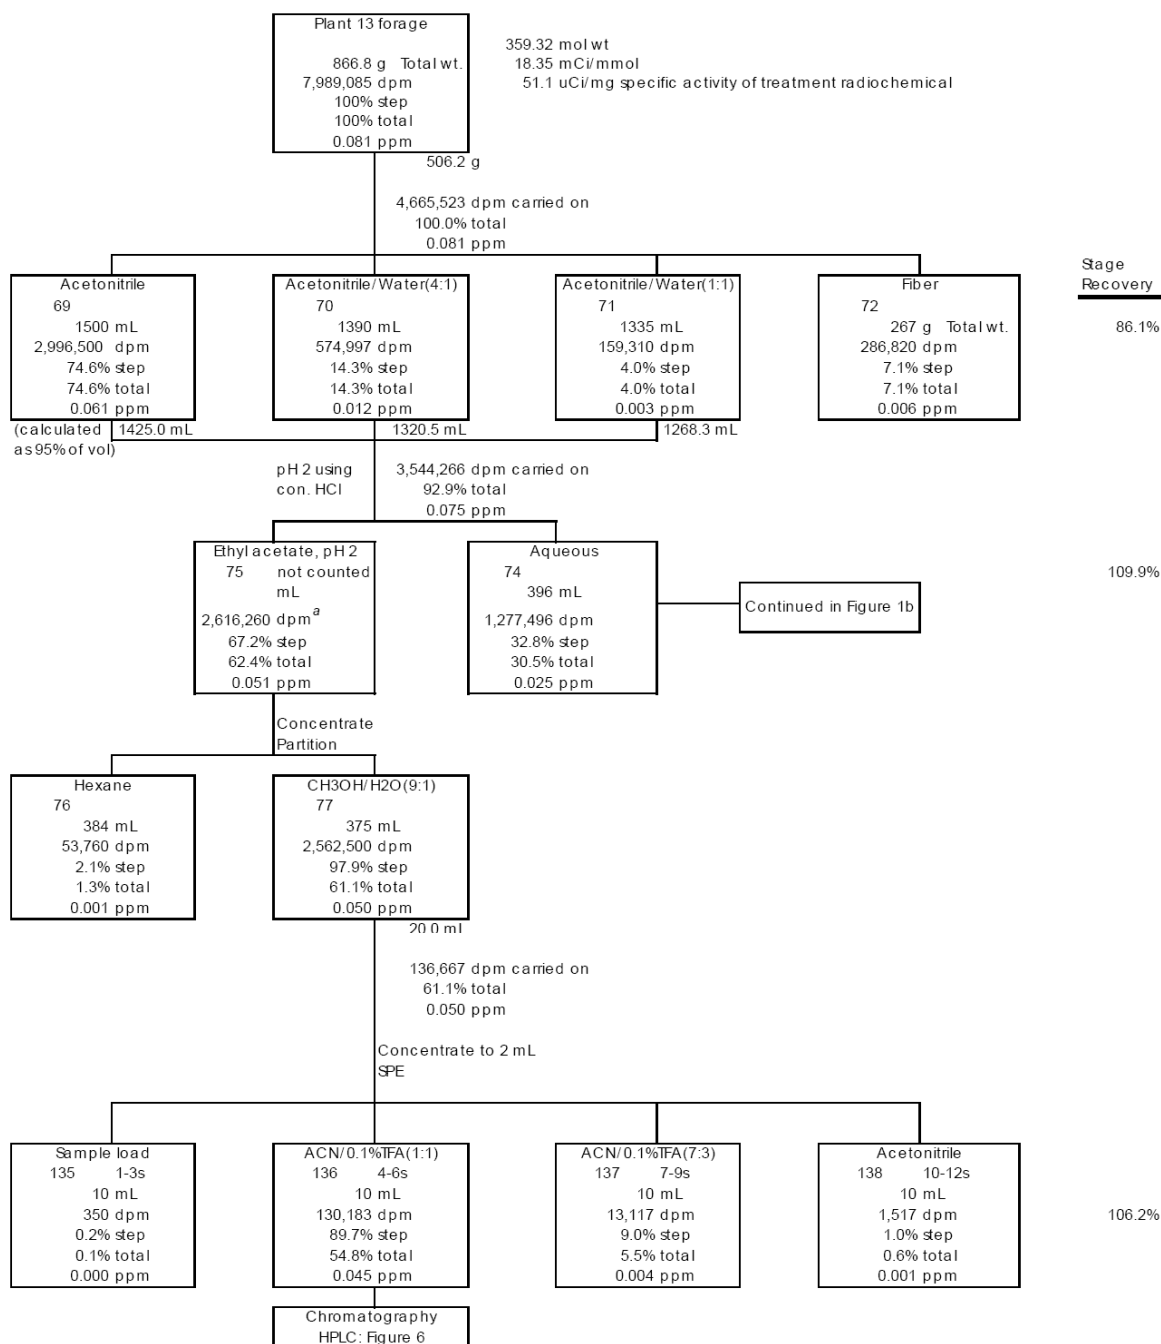 Plant 13 forage
866.8 g Total wt.
7,989,085 dpm
100% step
100% total
0.081 ppm
359.32 mol wt
18.35 mCi/mmol
51.1 uCi/mg specific activity of treatment radiochemical
506.2 g
4,665,523 dpm carried on
100.0% total
0.081 ppm
Stage
Recovery
Acetonitrile
69
1500 mL
2,996,500 dpm
74.6% step
74.6% total
0.061 ppm
Acetonitrile/Water(4:1)
70
1390 mL
574,997 dpm
14.3% step
14.3% total
0.012 ppm
Acetonitrile/Water(1:1)
71
1335 mL
159,310 dpm
4.0% step
4.0% total
0.003 ppm
Fiber
72
267 g Total wt.
286,820 dpm
7.1% step
7.1% total
0.006 ppm
86.1%
(calculated
as 95% of vol)
1425.0 mL
1320.5 mL
1268.3 mL
pH 2 using
con. HCl
3,544,266 dpm carried on
92.9% total
0.075 ppm
Ethyl acetate, pH 2
75 not counted
mL
2,616,260 dpm a
67.2% step
62.4% total
0.051 ppm
Aqueous
74
396 mL
1,277,496 dpm
32.8% step
30.5% total
0.025 ppm
Continued in Figure 1b
109.9%
Concentrate
Partition
Hexane
76
384 mL
53,760 dpm
2.1% step
1.3% total
0.001 ppm
CH3OH/H2O(9:1)
77
375 mL
2,562,500 dpm
97.9% step
61.1% total
0.050 ppm
20.0 mL
136,667 dpm carried on
61.1% total
0.050 ppm
Concentrate to 2 mL
SPE
Sample load
135 1-3s
10 mL
350 dpm
0.2% step
0.1% total
0.000 ppm
ACN/0.1%TFA(1:1)
136 4-6s
10 mL
130,183 dpm
89.7% step
54.8% total
0.045 ppm
ACN/0.1%TFA(7:3)
137 7-9s
10 mL
13,117 dpm
9.0% step
5.5% total
0.004 ppm
Acetonitrile
138 10-12s
10 mL
1,517 dpm
1.0% step
0.6% total
0.001 ppm
106.2%
Chromatography
HPLC: Figure 6